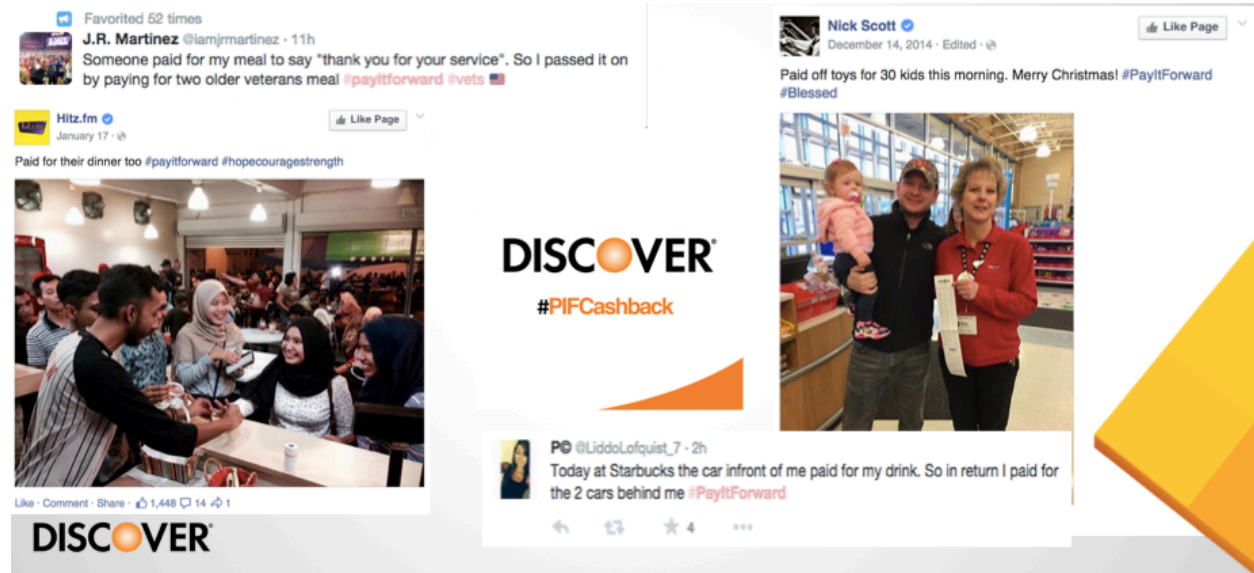 Favorited 52 times
J.R. Martinez @iamjrmartinez · 11h
Someone paid for my meal to say "thank you for your service". So I passed it on
by paying for two older veterans meal #payitforward #vets
Hitz.fm
Like Page
January 17 ·
Paid for their dinner too #payitforward #hopecouragestrength
Like · Comment · Share · 1,448 14 1
DISCOVER
DISCOVER
#PIFCashback
Nick Scott
Like Page
December 14, 2014 · Edited ·
Paid off toys for 30 kids this morning. Merry Christmas! #PayItForward
#Blessed
P© @LiddoLofquist_7 · 2h
Today at Starbucks the car infront of me paid for my drink. So in return I paid for
the 2 cars behind me #PayItForward
4